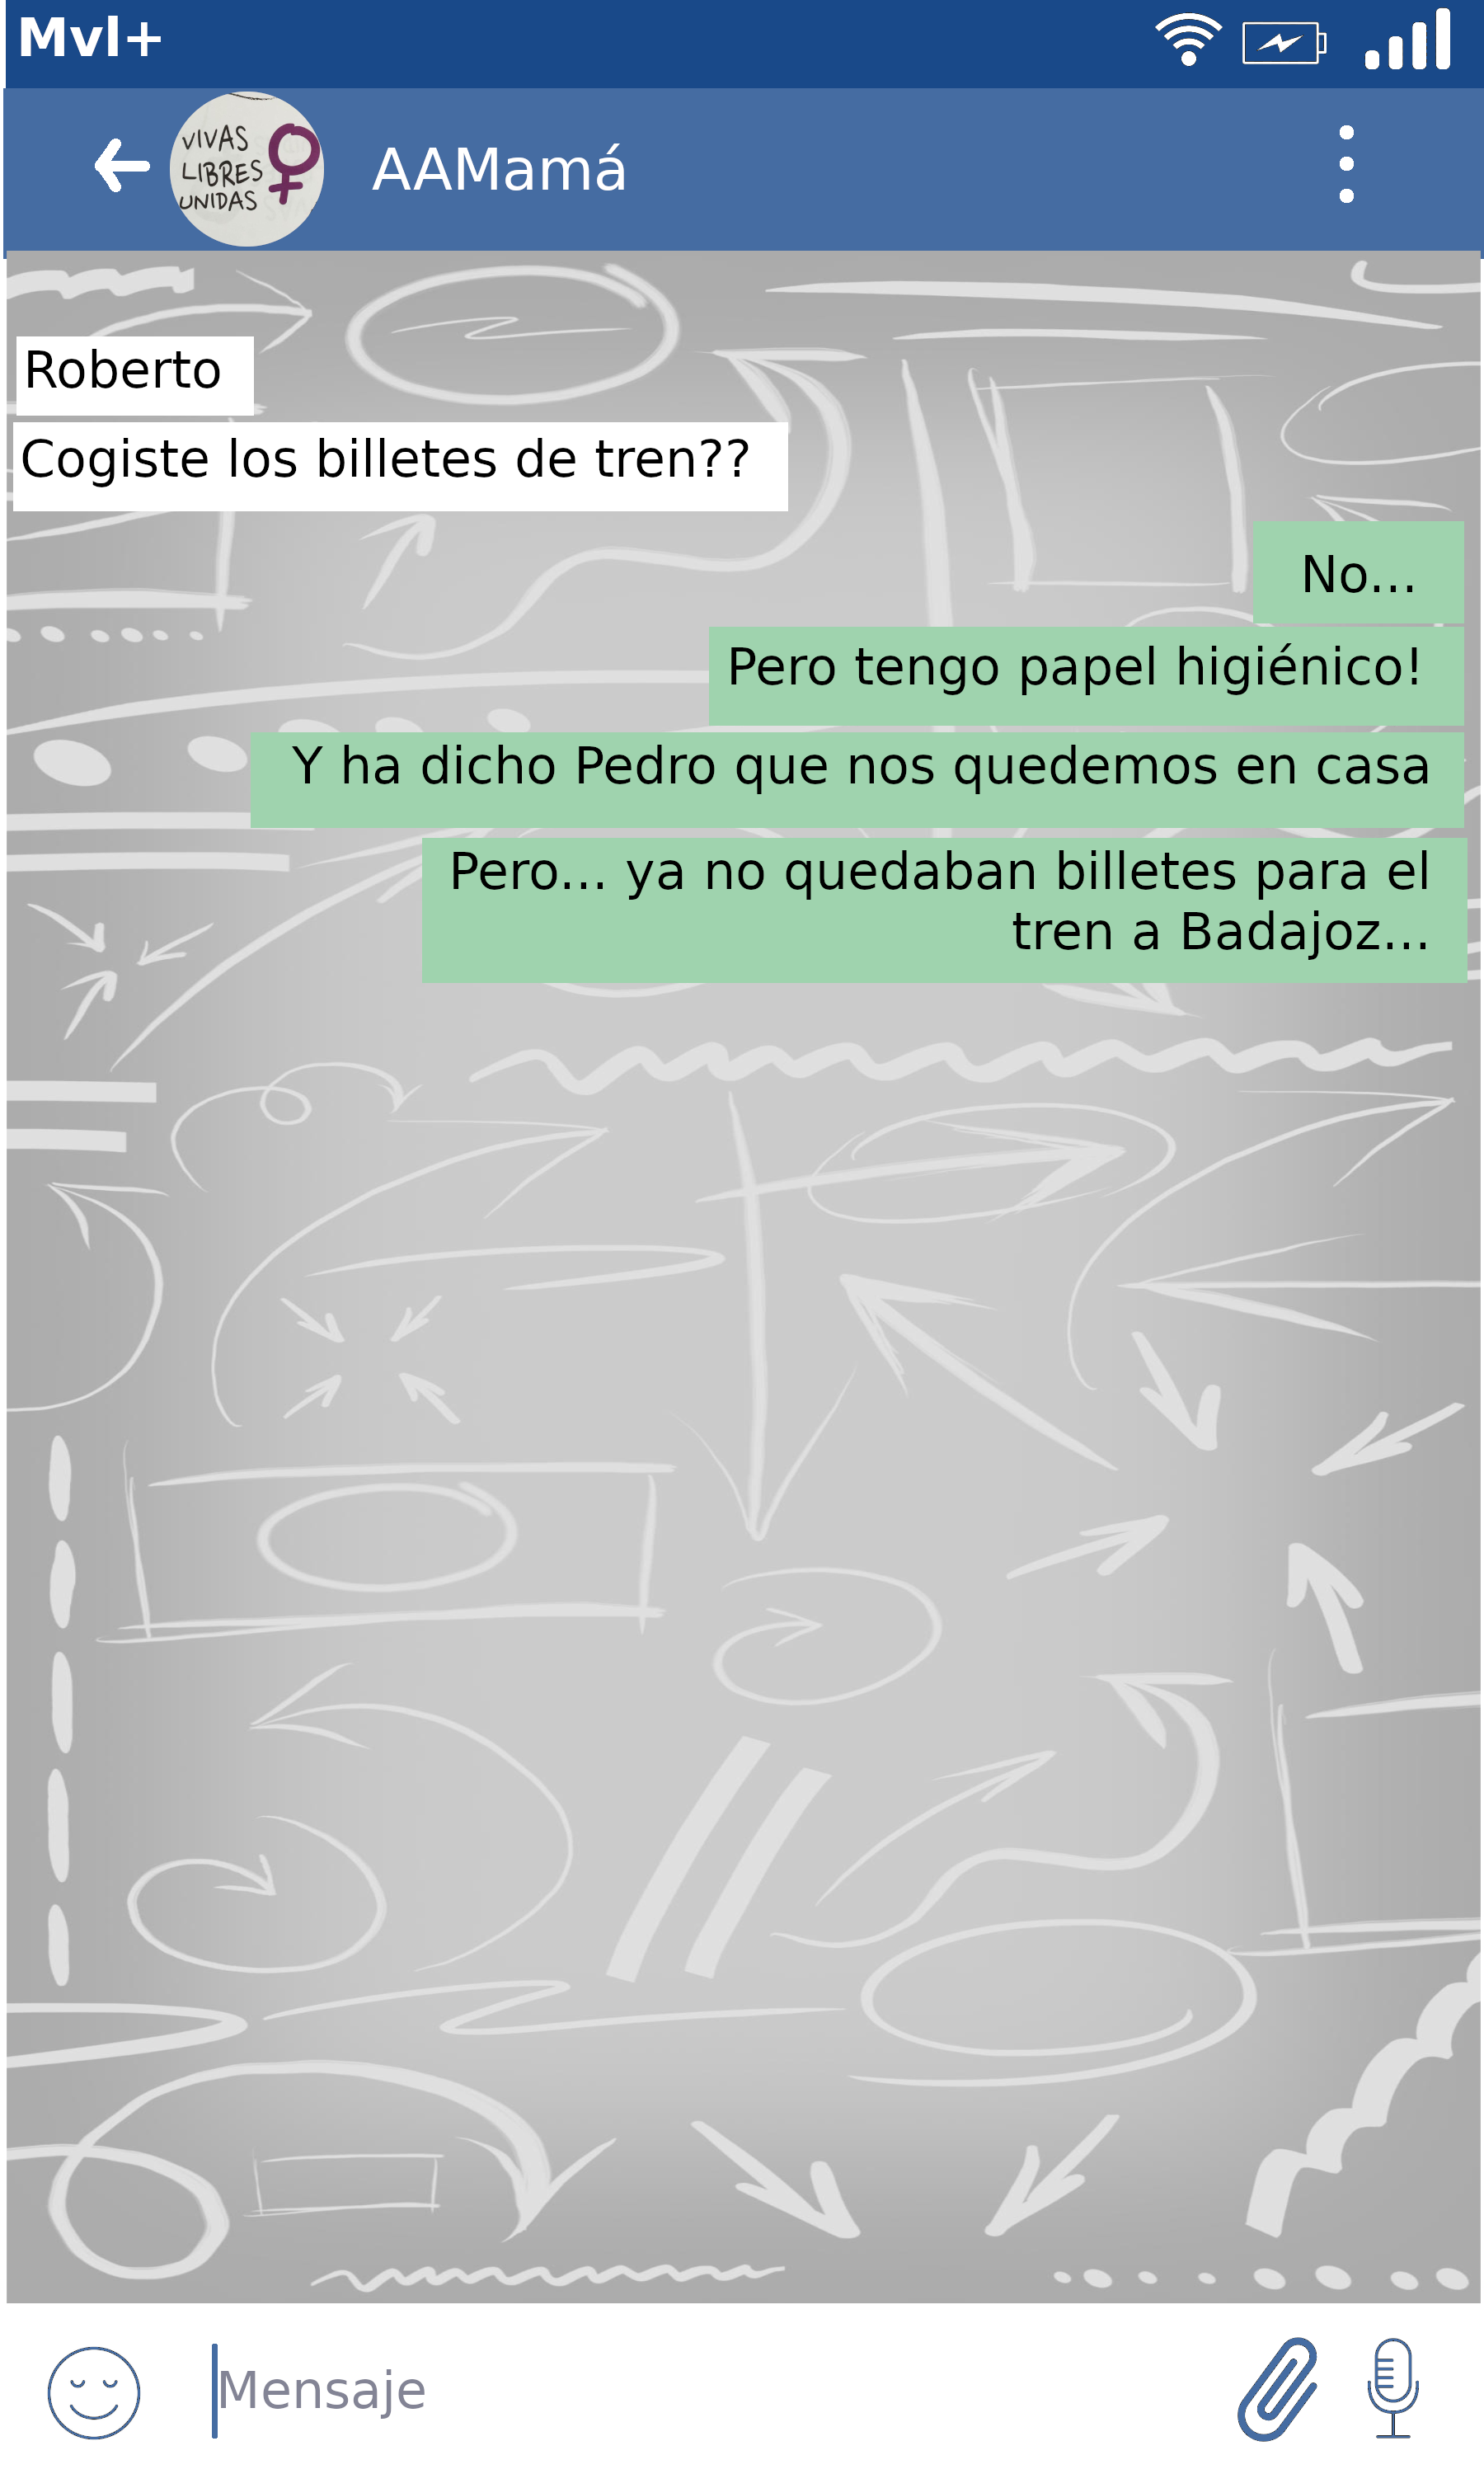 Mvl+
VIVAS
LIBRES
UNIDAS
AAMamá
Roberto
Cogiste los billetes de tren??
No...
Pero tengo papel higiénico!
Y ha dicho Pedro que nos quedemos en casa
Pero... ya no quedaban billetes para el
tren a Badajoz...
Mensaje